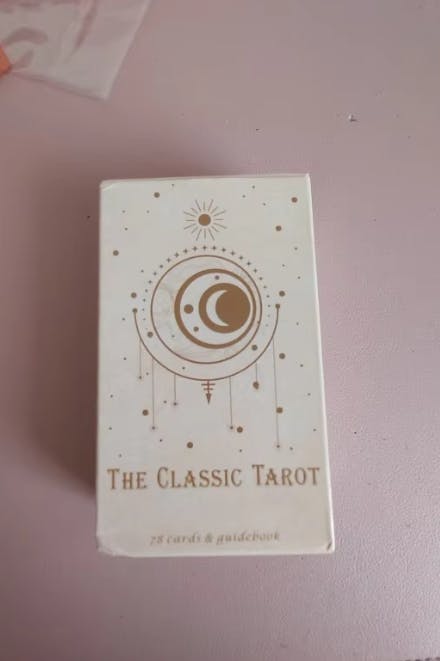 The Classic Tarot
78 cards & guidebook